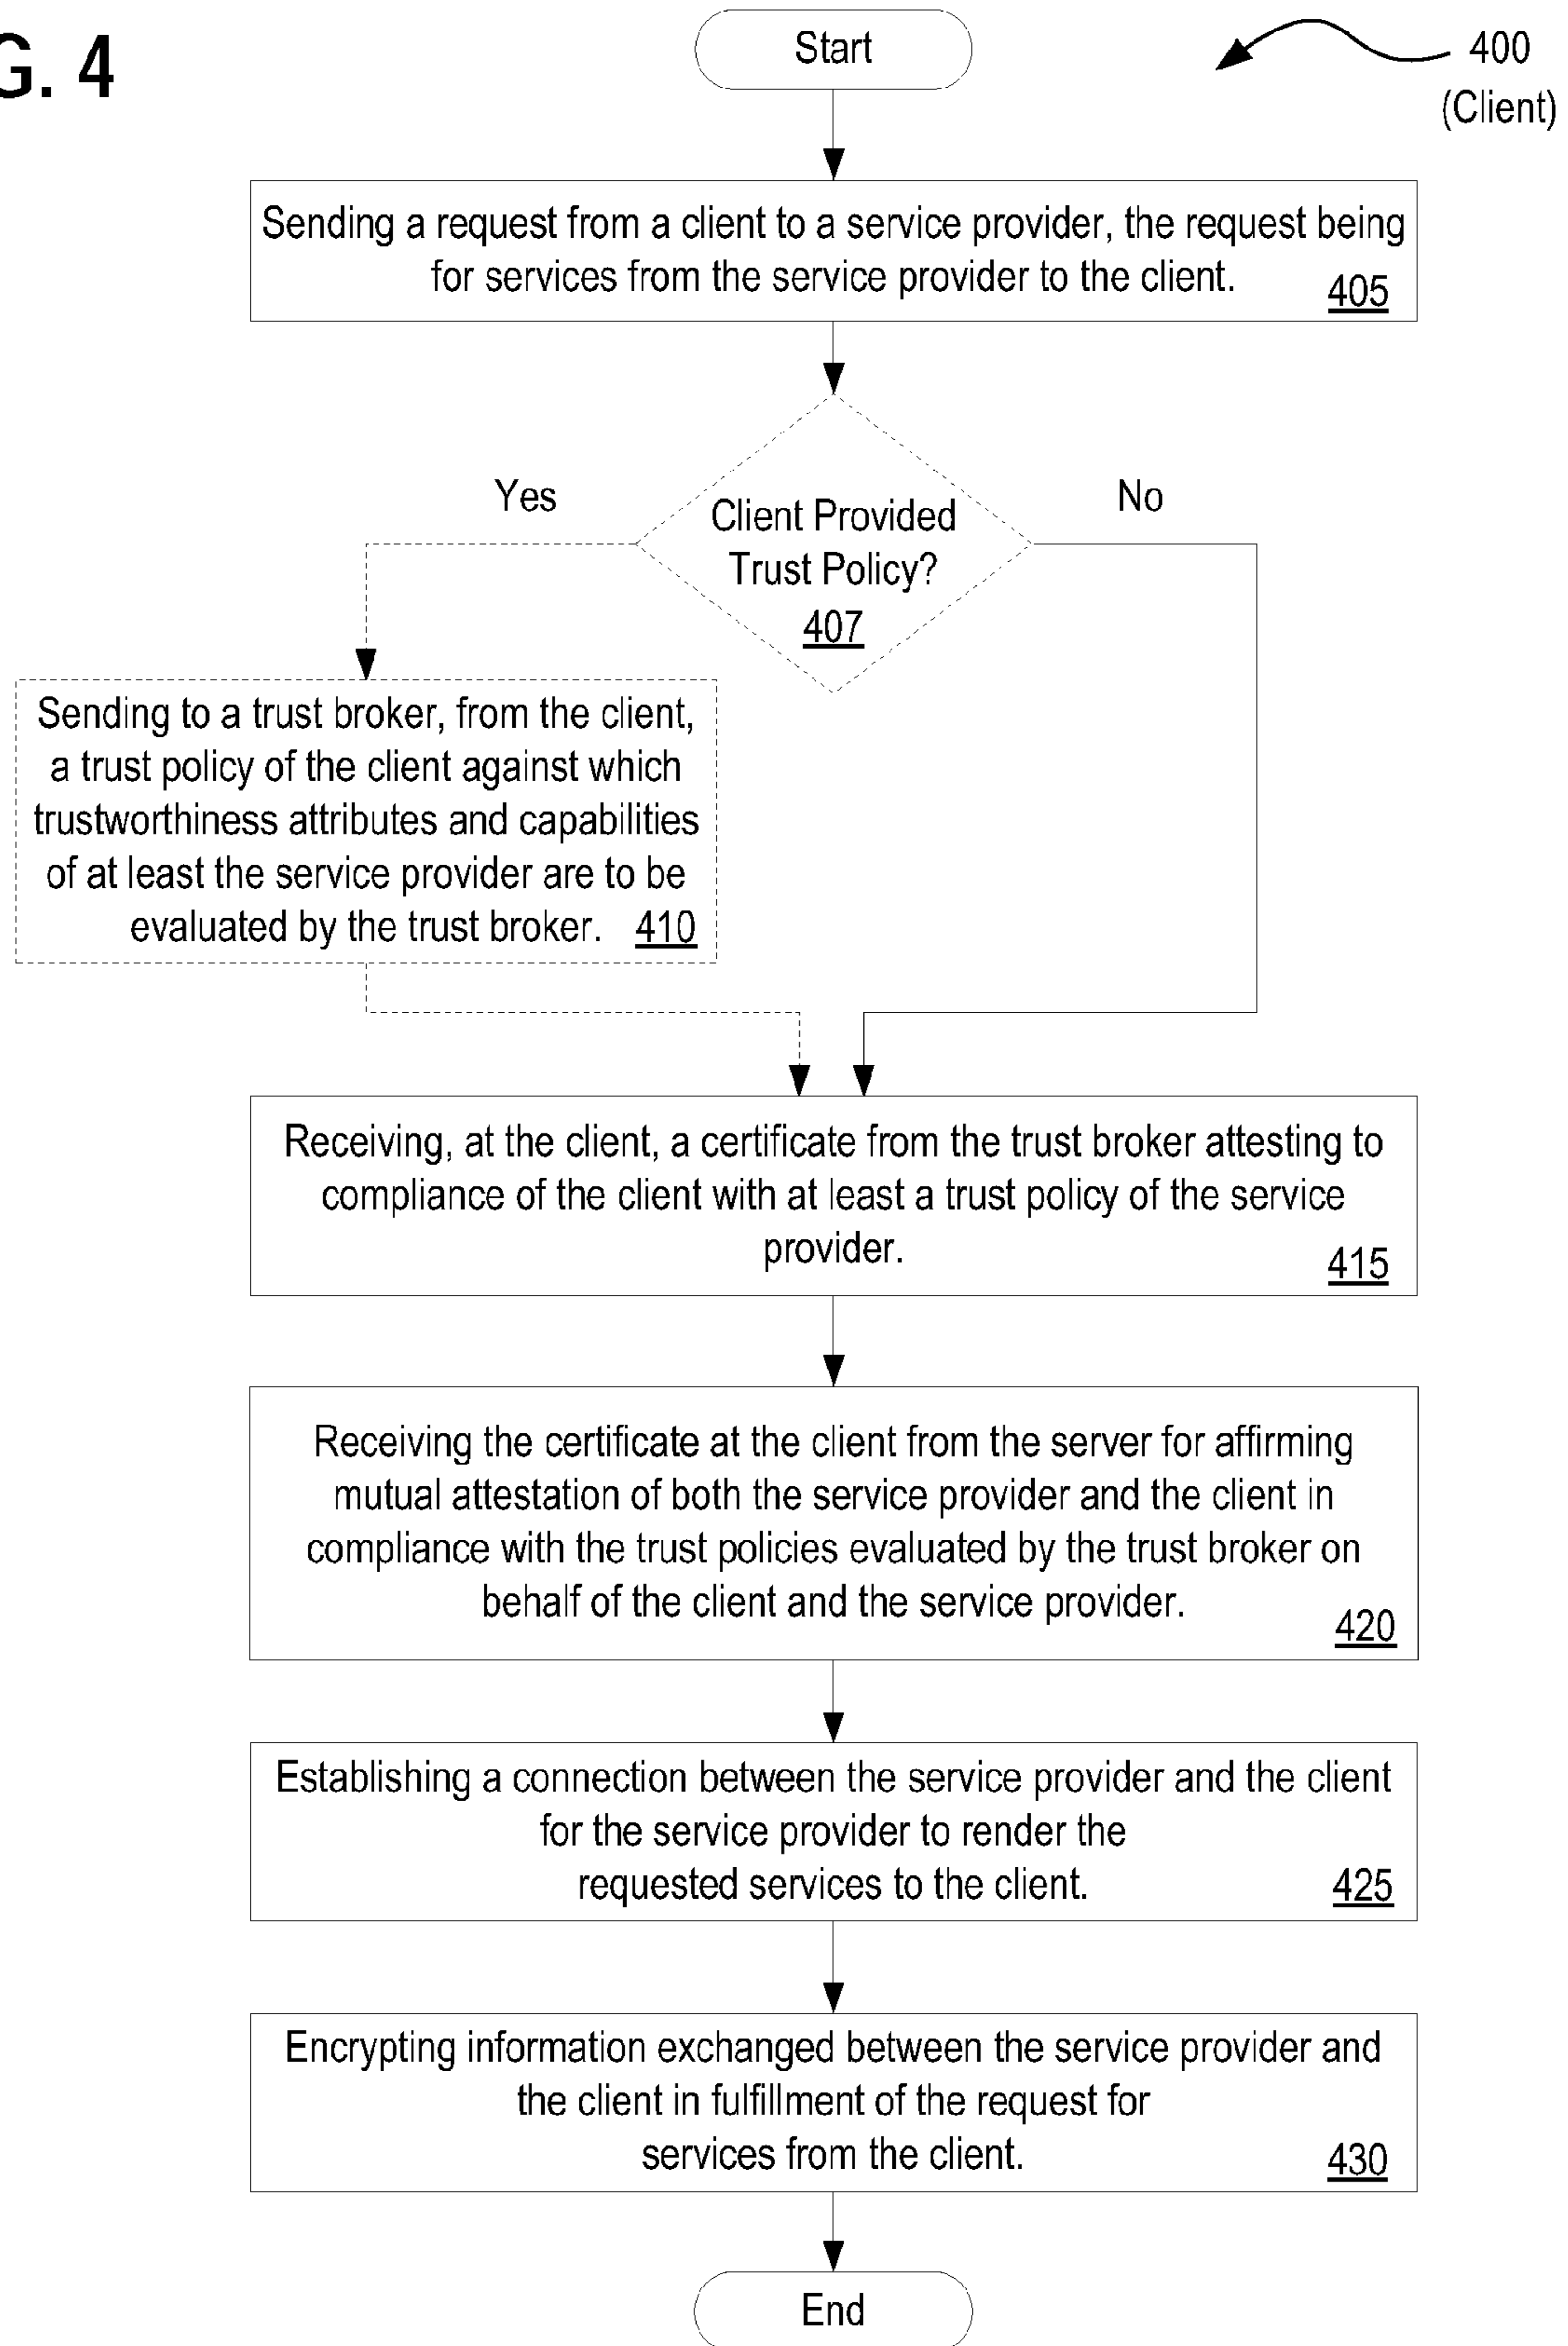 G. 4
Start
400
(Client)
Sending a request from a client to a service provider, the request being
for services from the service provider to the client.
405
Yes
No
Client Provided
Trust Policy?
407
Sending to a trust broker, from the client,
a trust policy of the client against which
trustworthiness attributes and capabilities
of at least the service provider are to be
evaluated by the trust broker. 410
Receiving, at the client, a certificate from the trust broker attesting to
compliance of the client with at least a trust policy of the service
provider.
415
Receiving the certificate at the client from the server for affirming
mutual attestation of both the service provider and the client in
compliance with the trust policies evaluated by the trust broker on
behalf of the client and the service provider.
420
Establishing a connection between the service provider and the client
for the service provider to render the
requested services to the client.
425
Encrypting information exchanged between the service provider and
the client in fulfillment of the request for
services from the client.
430
End